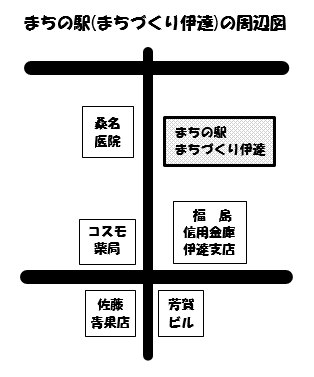 まちの駅(まちづくり伊達)の周辺図
桑名
医院
まちの駅
まちづくり伊達
コスモ
薬局
福　島
信用金庫
伊達支店
佐藤
青果店
芳賀
ビル